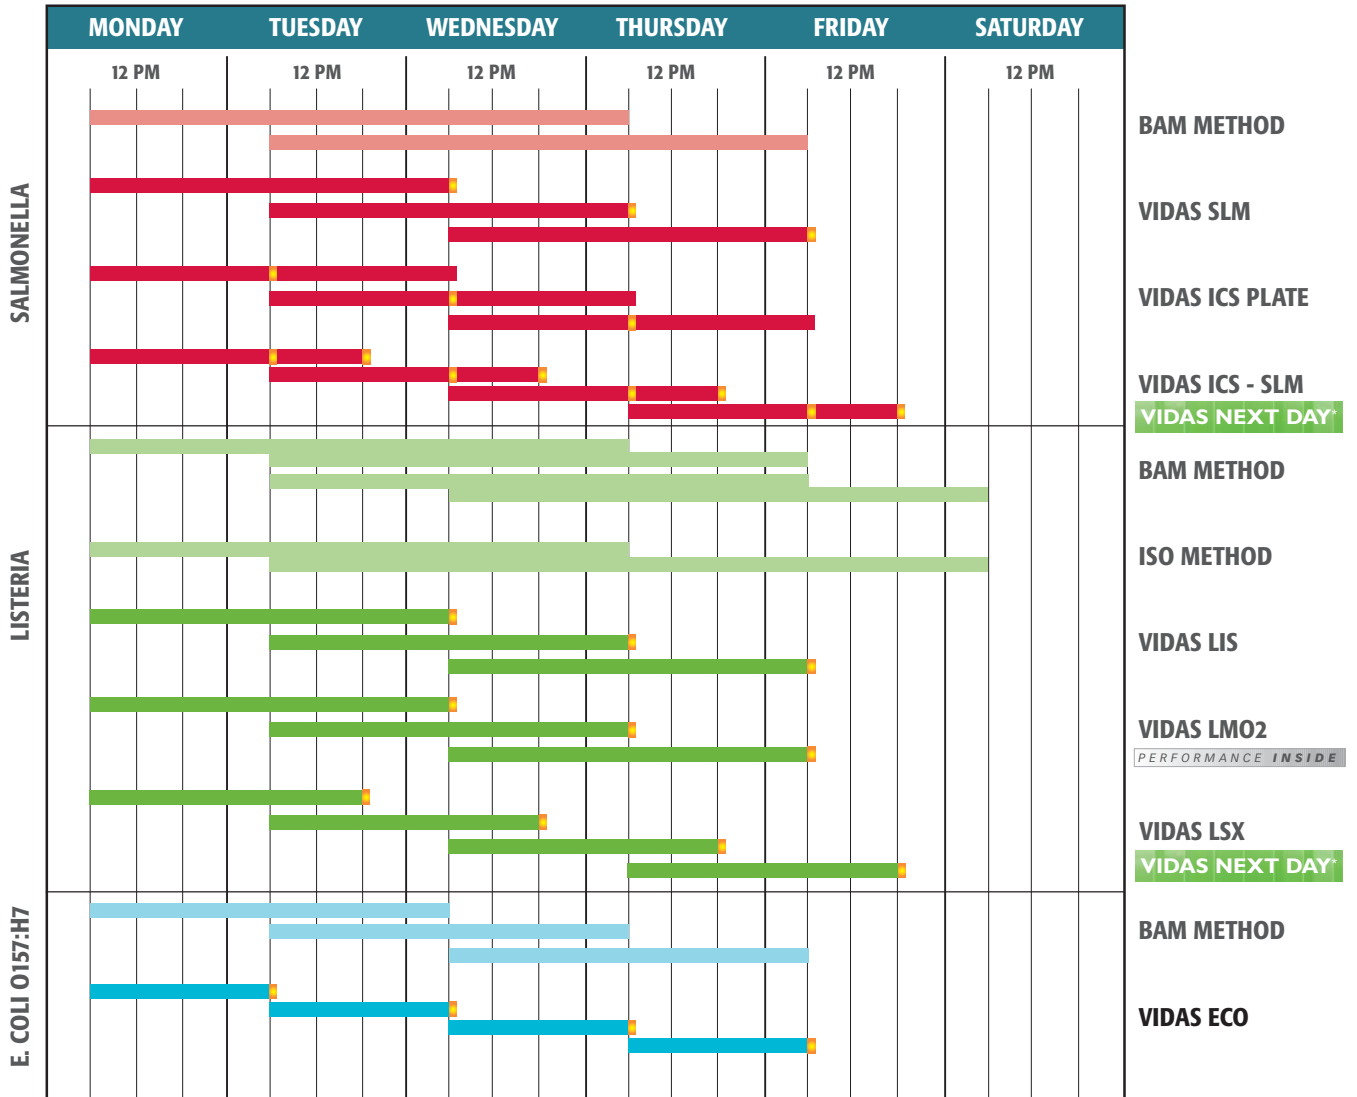 MONDAY TUESDAY WEDNESDAY THURSDAY FRIDAY SATURDAY
12 PM 12 PM 12 PM 12 PM 12 PM 12 PM
SALMONELLA
BAM METHOD
VIDAS SLM
VIDAS ICS PLATE
VIDAS ICS - SLM
VIDAS NEXT DAY*
LISTERIA
BAM METHOD
ISO METHOD
VIDAS LIS
VIDAS LMO2
PERFORMANCE INSIDE
VIDAS LSX
VIDAS NEXT DAY*
E. COLI O157:H7
BAM METHOD
VIDAS ECO